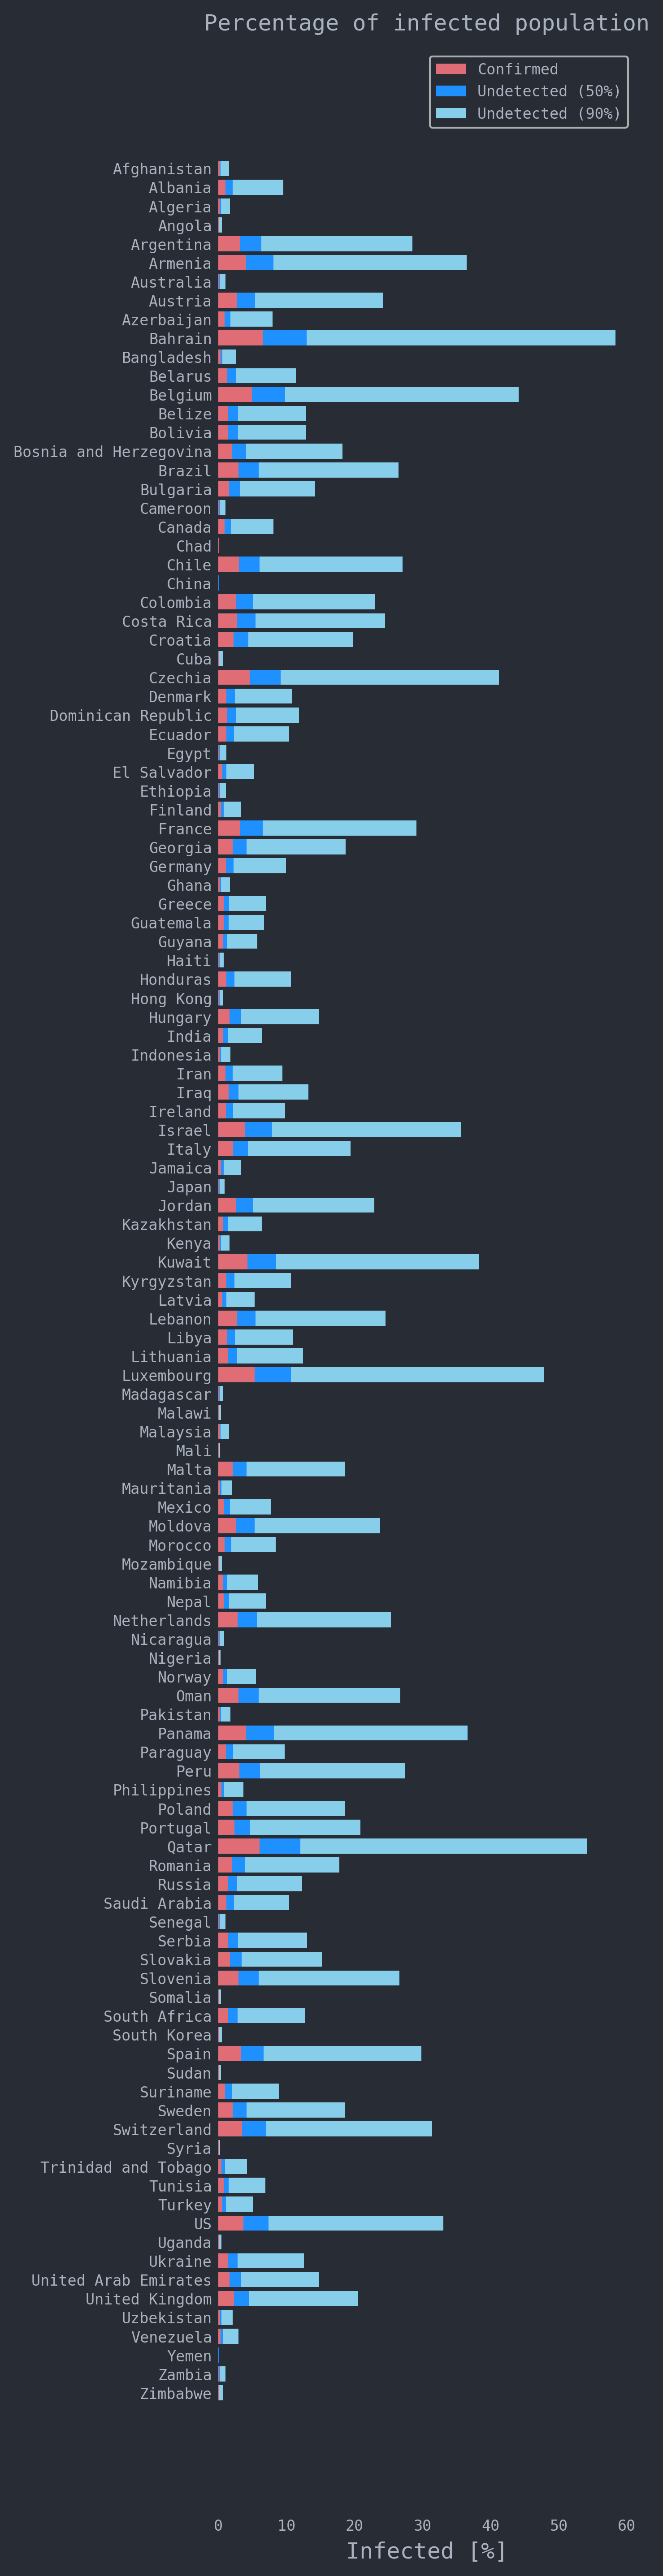 Percentage of infected population
Confirmed
Undetected (50%)
Undetected (90%)
Afghanistan
Albania
Algeria
Angola
Argentina
Armenia
Australia
Austria
Azerbaijan
Bahrain
Bangladesh
Belarus
Belgium
Belize
Bolivia
Bosnia and Herzegovina
Brazil
Bulgaria
Cameroon
Canada
Chad
Chile
China
Colombia
Costa Rica
Croatia
Cuba
Czechia
Denmark
Dominican Republic
Ecuador
Egypt
El Salvador
Ethiopia
Finland
France
Georgia
Germany
Ghana
Greece
Guatemala
Guyana
Haiti
Honduras
Hong Kong
Hungary
India
Indonesia
Iran
Iraq
Ireland
Israel
Italy
Jamaica
Japan
Jordan
Kazakhstan
Kenya
Kuwait
Kyrgyzstan
Latvia
Lebanon
Libya
Lithuania
Luxembourg
Madagascar
Malawi
Malaysia
Mali
Malta
Mauritania
Mexico
Moldova
Morocco
Mozambique
Namibia
Nepal
Netherlands
Nicaragua
Nigeria
Norway
Oman
Pakistan
Panama
Paraguay
Peru
Philippines
Poland
Portugal
Qatar
Romania
Russia
Saudi Arabia
Senegal
Serbia
Slovakia
Slovenia
Somalia
South Africa
South Korea
Spain
Sudan
Suriname
Sweden
Switzerland
Syria
Trinidad and Tobago
Tunisia
Turkey
US
Uganda
Ukraine
United Arab Emirates
United Kingdom
Uzbekistan
Venezuela
Yemen
Zambia
Zimbabwe
0 10 20 30 40 50 60
Infected [%]